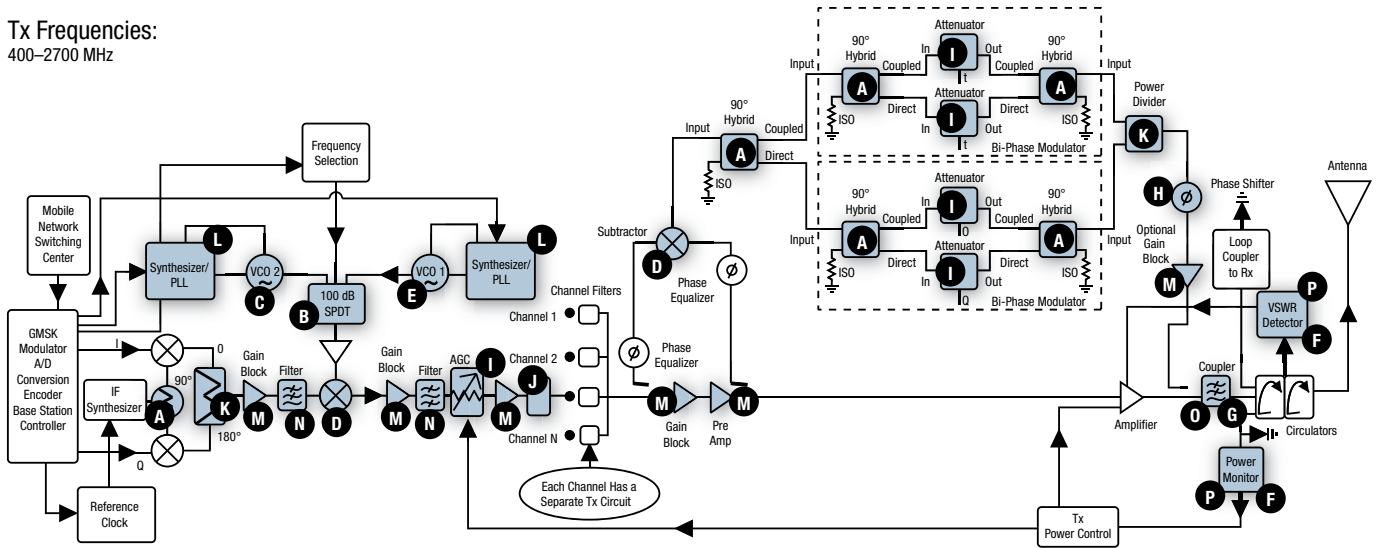 Tx Frequencies:
400–2700 MHz
Attenuator
90°
Hybrid
In
I
Out
90°
Hybrid
Input
Coupled
t
Coupled
Input
A
A
Attenuator
Direct
I
Direct
ISO
In
Out
ISO
t
Bi-Phase Modulator
Power
Divider
K
90°
Hybrid
Input
Coupled
A
Direct
ISO
Attenuator
90°
Hybrid
In
I
Out
90°
Hybrid
Coupled
O
Coupled
Input
A
Attenuator
A
Input
Direct
I
Direct
ISO
In
Out
ISO
Q
Bi-Phase Modulator
Antenna
H
ϕ
Phase Shifter
Optional
Gain
Block
M
Loop
Coupler
to Rx
P
VSWR
Detector
F
Frequency
Selection
Mobile
Network
Switching
Center
L
Synthesizer/
PLL
VCO 2
~
C
100 dB
SPDT
B
VCO 1
~
E
L
Synthesizer/
PLL
Subtractor
D
ϕ
Phase
Equalizer
ϕ
Phase
Equalizer
Channel Filters
Channel 1
Channel 2
Channel N
GMSK
Modulator
A/D
Conversion
Encoder
Base Station
Controller
I
0
IF
Synthesizer
90°
A
K
180°
Q
Gain
Block
M
Filter
N
D
Gain
Block
M
Filter
N
AGC
I
M
J
M
Gain
Block
M
Pre
Amp
Amplifier
Coupler
O
G
Circulators
Power
Monitor
P
F
Reference
Clock
Each Channel Has a
Separate Tx Circuit
Tx
Power Control